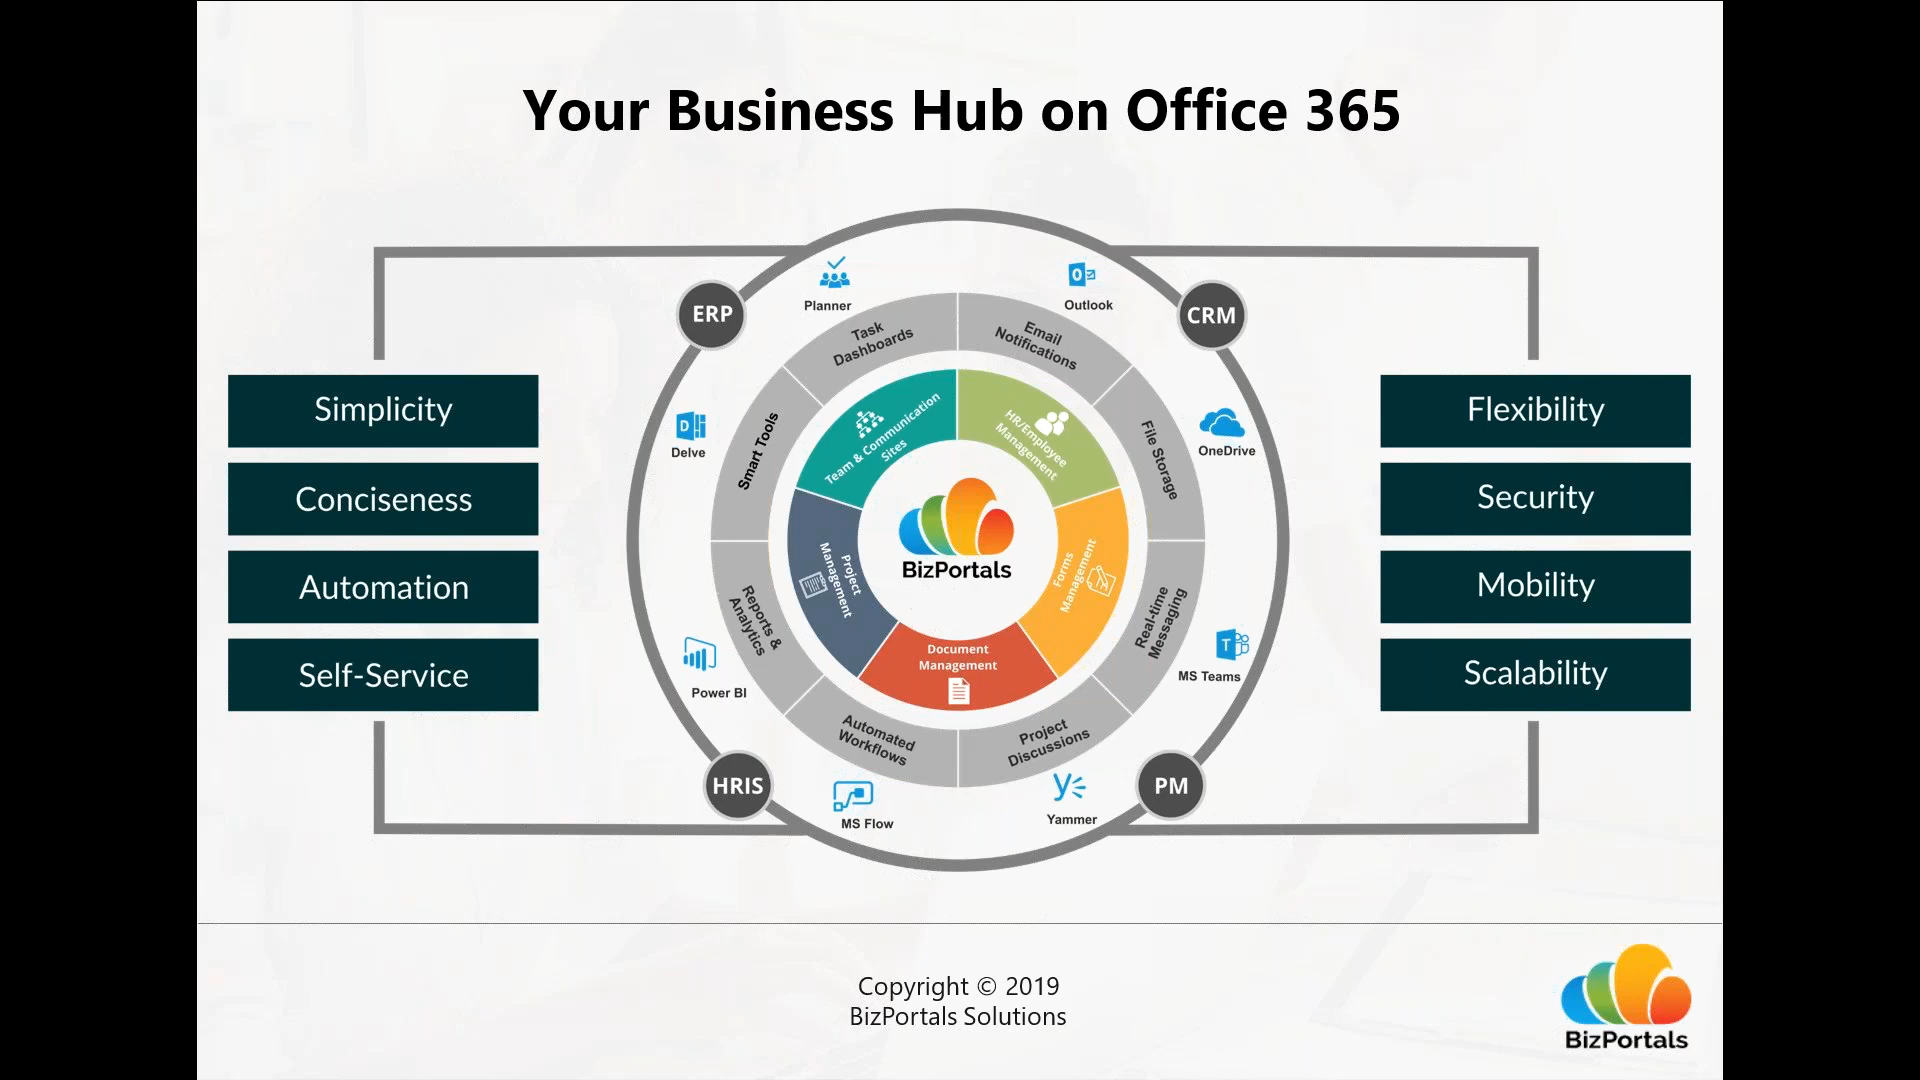 Your Business Hub on Office 365
Simplicity
Conciseness
Automation
Self-Service
ERP
CRM
HRIS
PM
Planner
Outlook
OneDrive
MS Teams
Yammer
MS Flow
Power BI
Delve
Task
Dashboards
Email
Notifications
File Storage
Real-time
Messaging
Project
Discussions
Automated
Workflows
Reports &
Analytics
Smart Tools
Team & Communication
Sites
HR/Employee
Management
Forms
Management
Document
Management
Project
Management
BizPortals
Flexibility
Security
Mobility
Scalability
Copyright © 2019
BizPortals Solutions
BizPortals